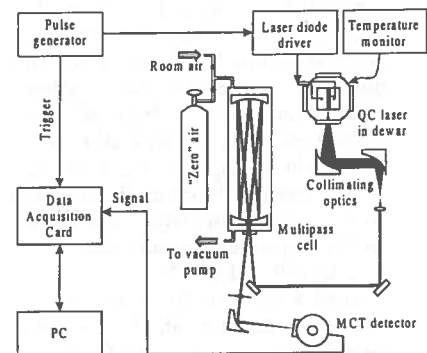 Pulse
generator
Laser diode
driver
Temperature
monitor
Room air
Trigger
"Zero" air
QC laser
in dewar
Collimating
optics
Data
Acquisition
Card
Signal
To vacuum
pump
Multipass
cell
PC
MCT detector